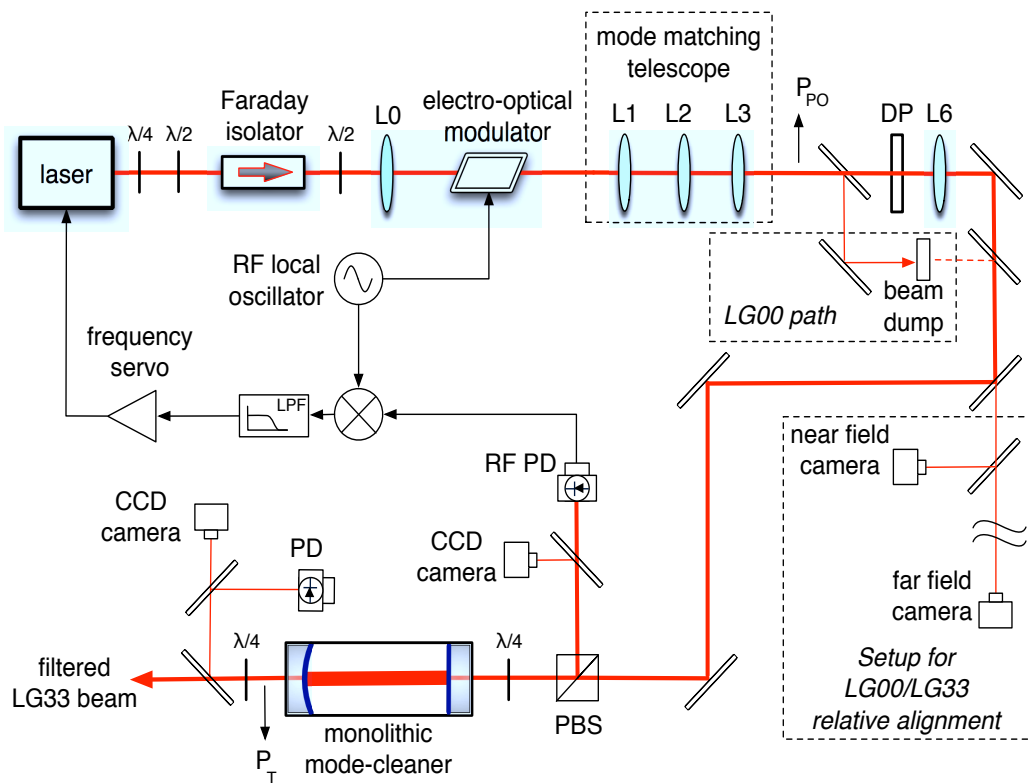 mode matching
telescope
Faraday
isolator
electro-optical
modulator
P_PO
λ/4
λ/2
λ/2
L0
L1
L2
L3
DP
L6
laser
RF local
oscillator
beam
dump
LG00 path
frequency
servo
LPF
near field
camera
RF PD
CCD
camera
PD
CCD
camera
far field
camera
λ/4
λ/4
filtered
LG33 beam
PBS
Setup for
LG00/LG33
relative alignment
monolithic
mode-cleaner
P_T